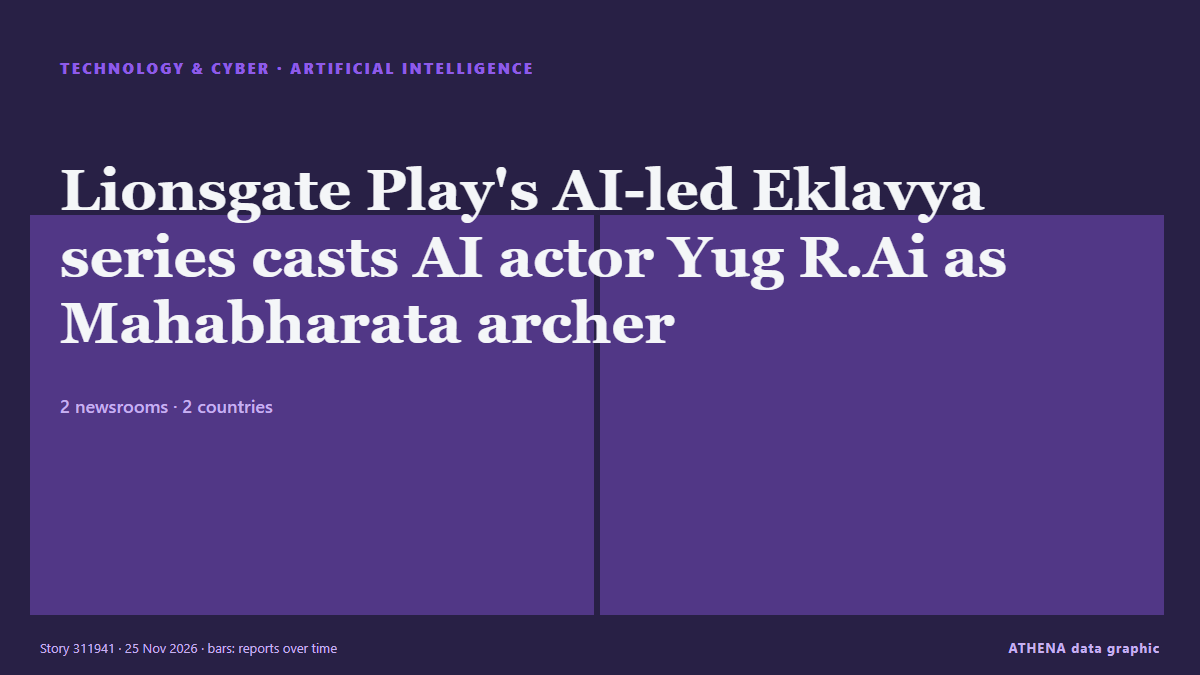 TECHNOLOGY & CYBER · ARTIFICIAL INTELLIGENCE
Lionsgate Play's AI-led Eklavya
series casts AI actor Yug R.Ai as
Mahabharata archer
2 newsrooms · 2 countries
Story 311941 · 25 Nov 2026 · bars: reports over time
ATHENA data graphic